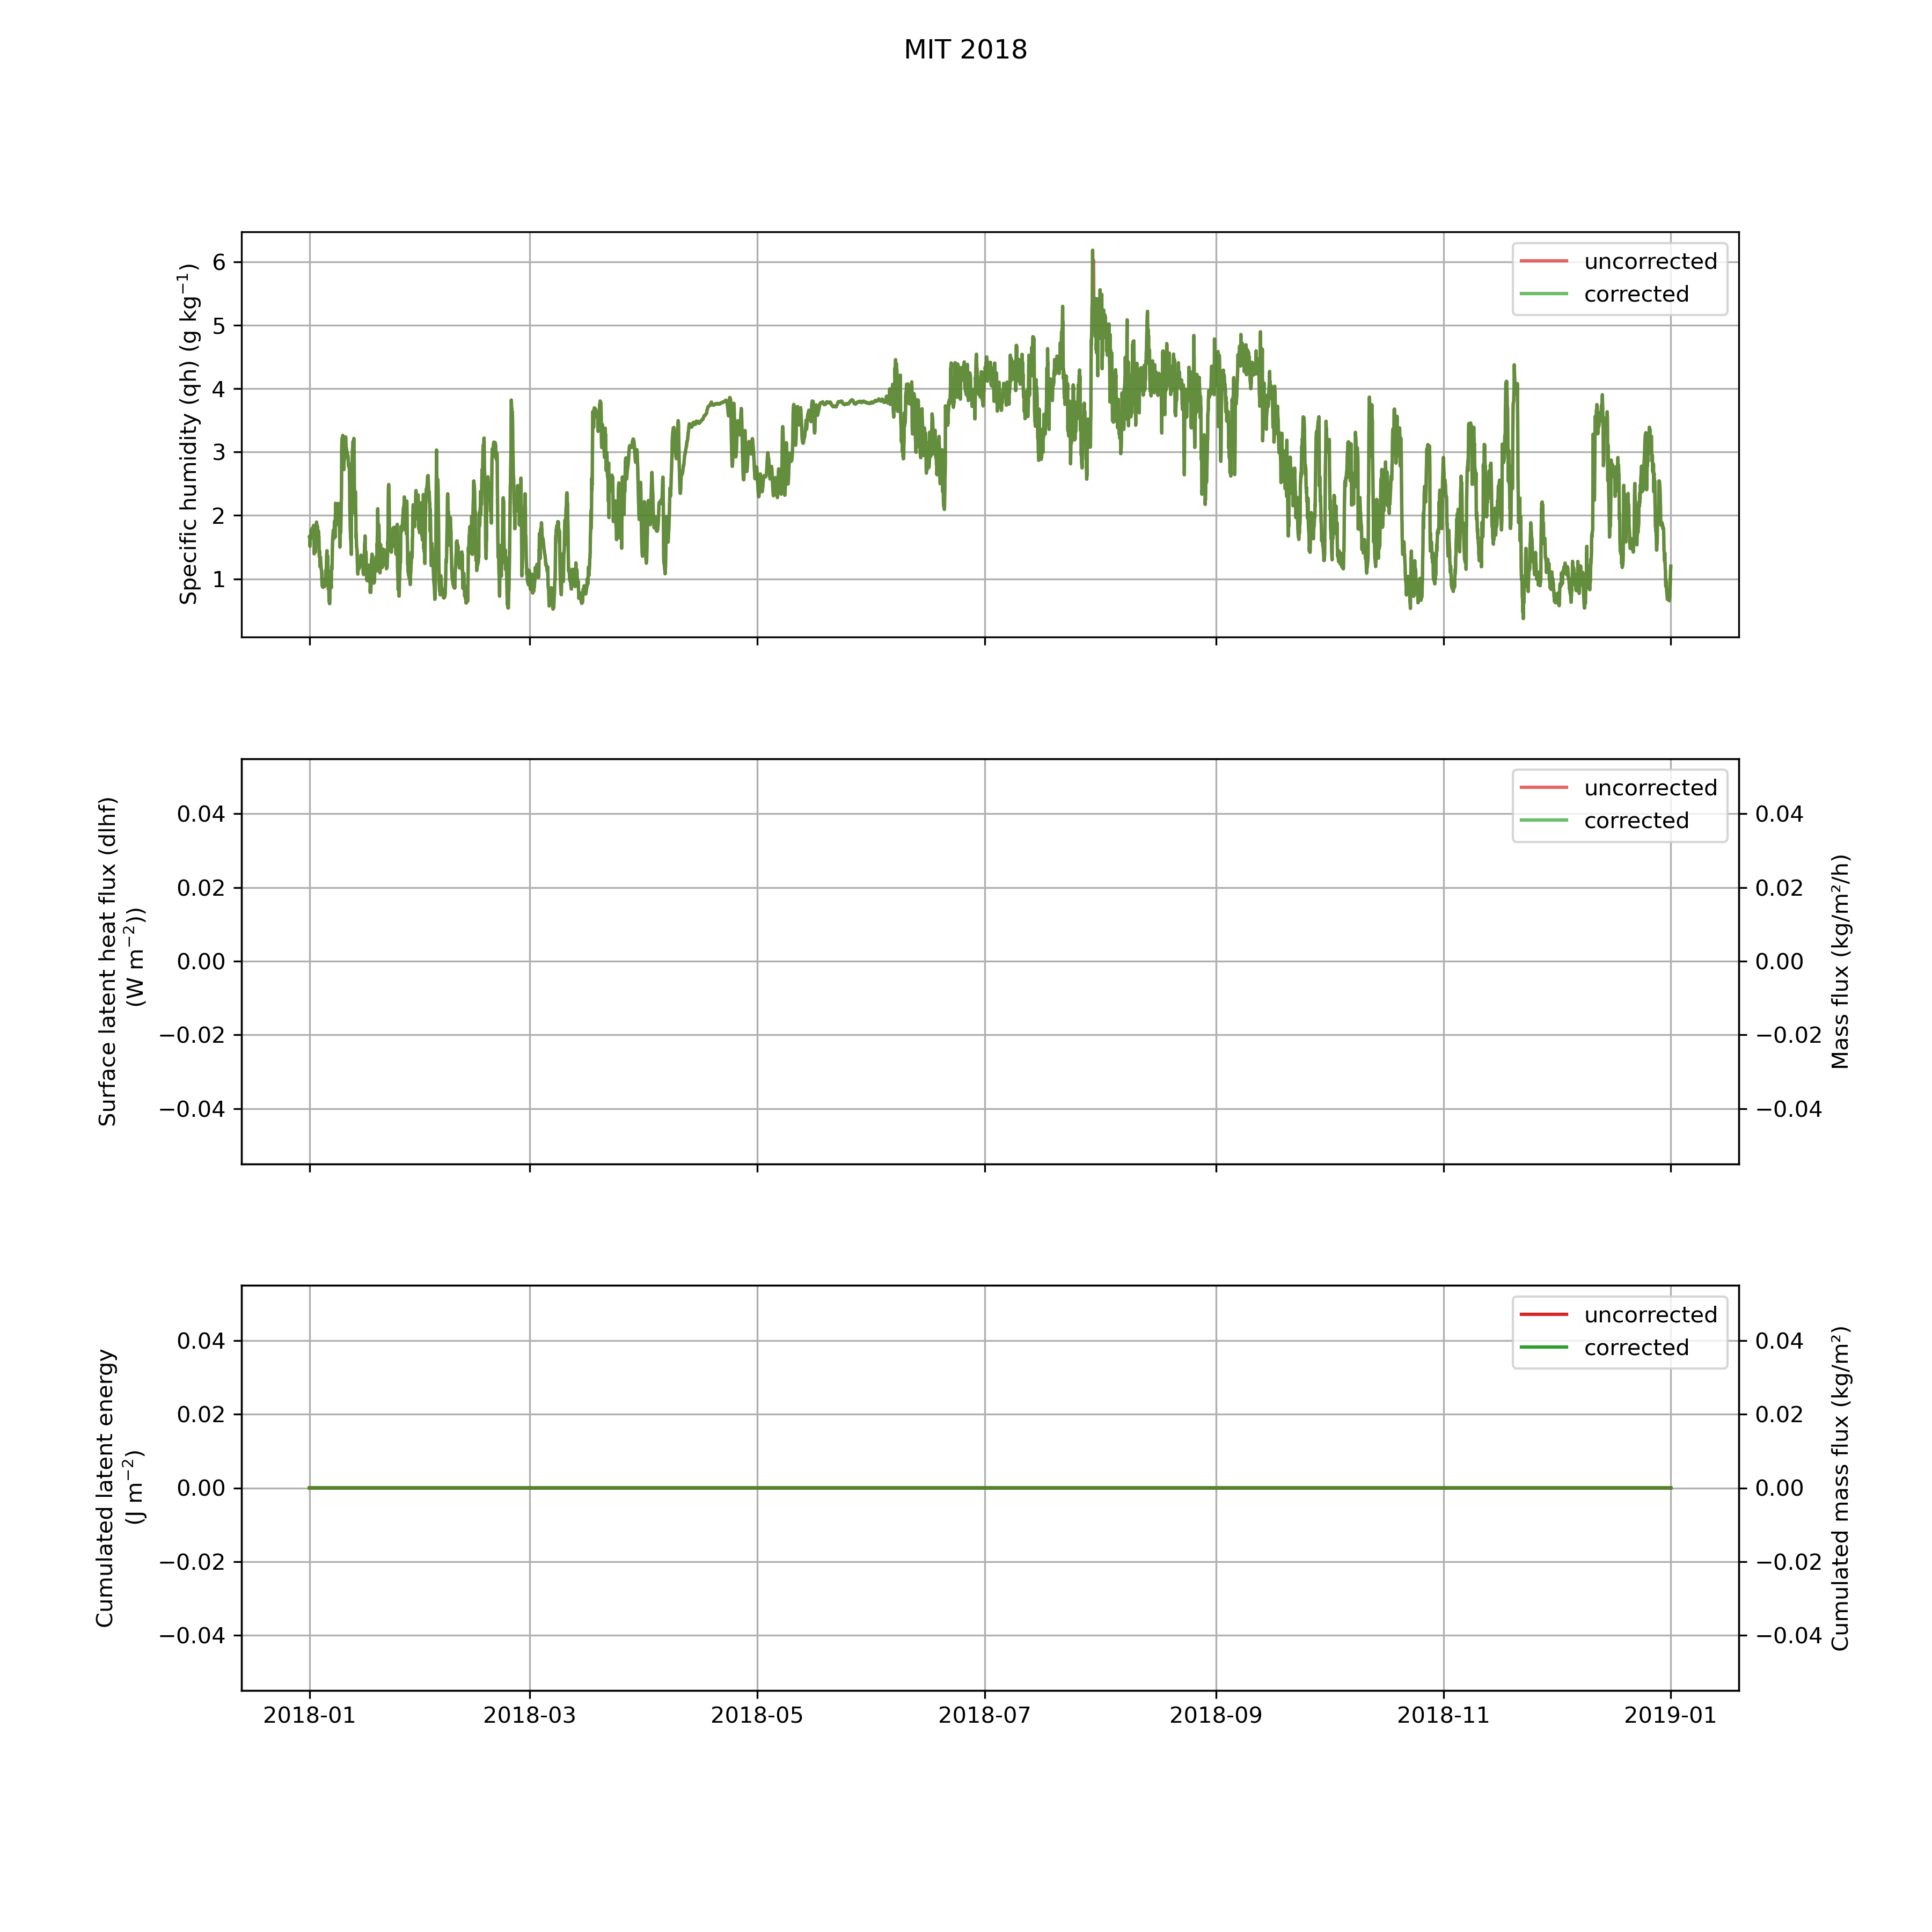 MIT 2018
Specific humidity (qh) (g kg⁻¹)
6
5
4
3
2
1
uncorrected
corrected
Surface latent heat flux (dlhf)
(W m⁻²))
0.04
0.02
0.00
−0.02
−0.04
uncorrected
corrected
0.04
0.02
0.00
−0.02
−0.04
Mass flux (kg/m²/h)
Cumulated latent energy
(J m⁻²)
0.04
0.02
0.00
−0.02
−0.04
uncorrected
corrected
0.04
0.02
0.00
−0.02
−0.04
Cumulated mass flux (kg/m²)
2018-01 2018-03 2018-05 2018-07 2018-09 2018-11 2019-01